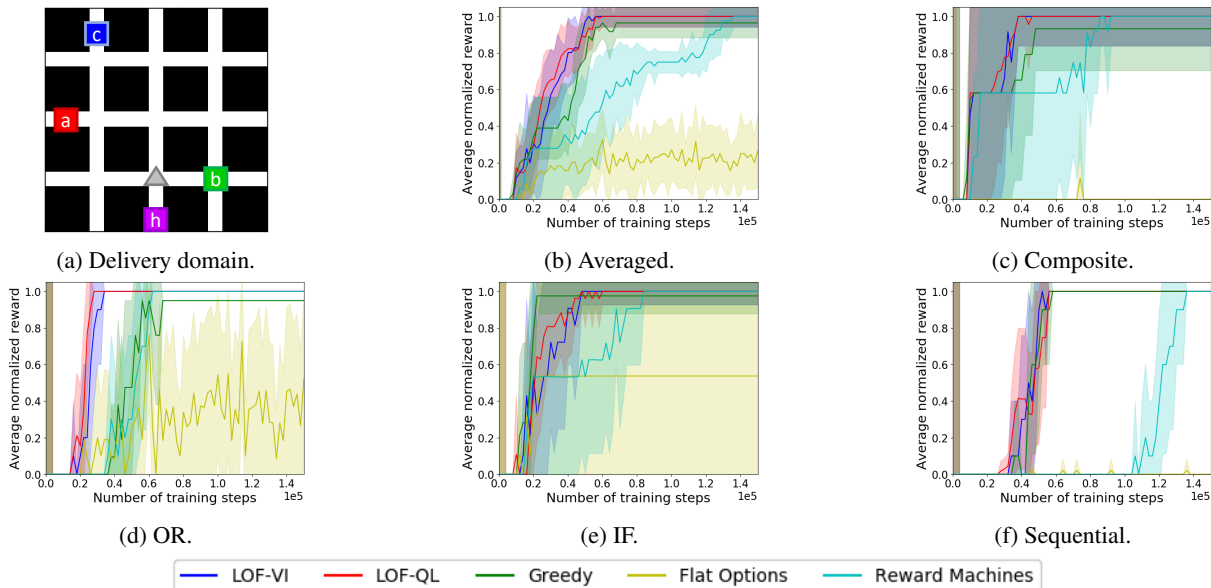 c
a
b
h
(a) Delivery domain.
Average normalized reward
1.0
0.8
0.6
0.4
0.2
0.0
0.0 0.2 0.4 0.6 0.8 1.0 1.2 1.4
1e5
Number of training steps
(b) Averaged.
Average normalized reward
1.0
0.8
0.6
0.4
0.2
0.0
0.0 0.2 0.4 0.6 0.8 1.0 1.2 1.4
1e5
Number of training steps
(c) Composite.
Average normalized reward
1.0
0.8
0.6
0.4
0.2
0.0
0.0 0.2 0.4 0.6 0.8 1.0 1.2 1.4
1e5
Number of training steps
(d) OR.
Average normalized reward
1.0
0.8
0.6
0.4
0.2
0.0
0.0 0.2 0.4 0.6 0.8 1.0 1.2 1.4
1e5
Number of training steps
(e) IF.
Average normalized reward
1.0
0.8
0.6
0.4
0.2
0.0
0.0 0.2 0.4 0.6 0.8 1.0 1.2 1.4
1e5
Number of training steps
(f) Sequential.
LOF-VI LOF-QL Greedy Flat Options Reward Machines